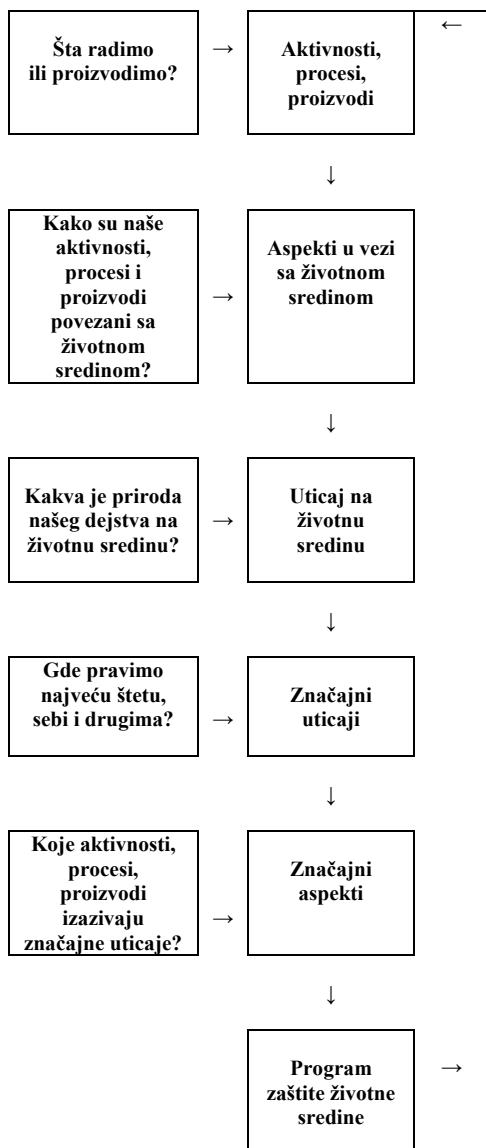 Šta radimo
ili proizvodimo?
→
Aktivnosti,
procesi,
proizvodi
←
↓
Kako su naše
aktivnosti,
procesi i
proizvodi
povezani sa
životnom
sredinom?
→
Aspekti u vezi
sa životnom
sredinom
↓
Kakva je priroda
našeg dejstva na
životnu sredinu?
→
Uticaj na
životnu
sredinu
↓
Gde pravimo
najveću štetu,
sebi i drugima?
→
Značajni
uticaji
↓
Koje aktivnosti,
procesi,
proizvodi
izazivaju
značajne uticaje?
→
Značajni
aspekti
↓
Program
zaštite životne
sredine
→